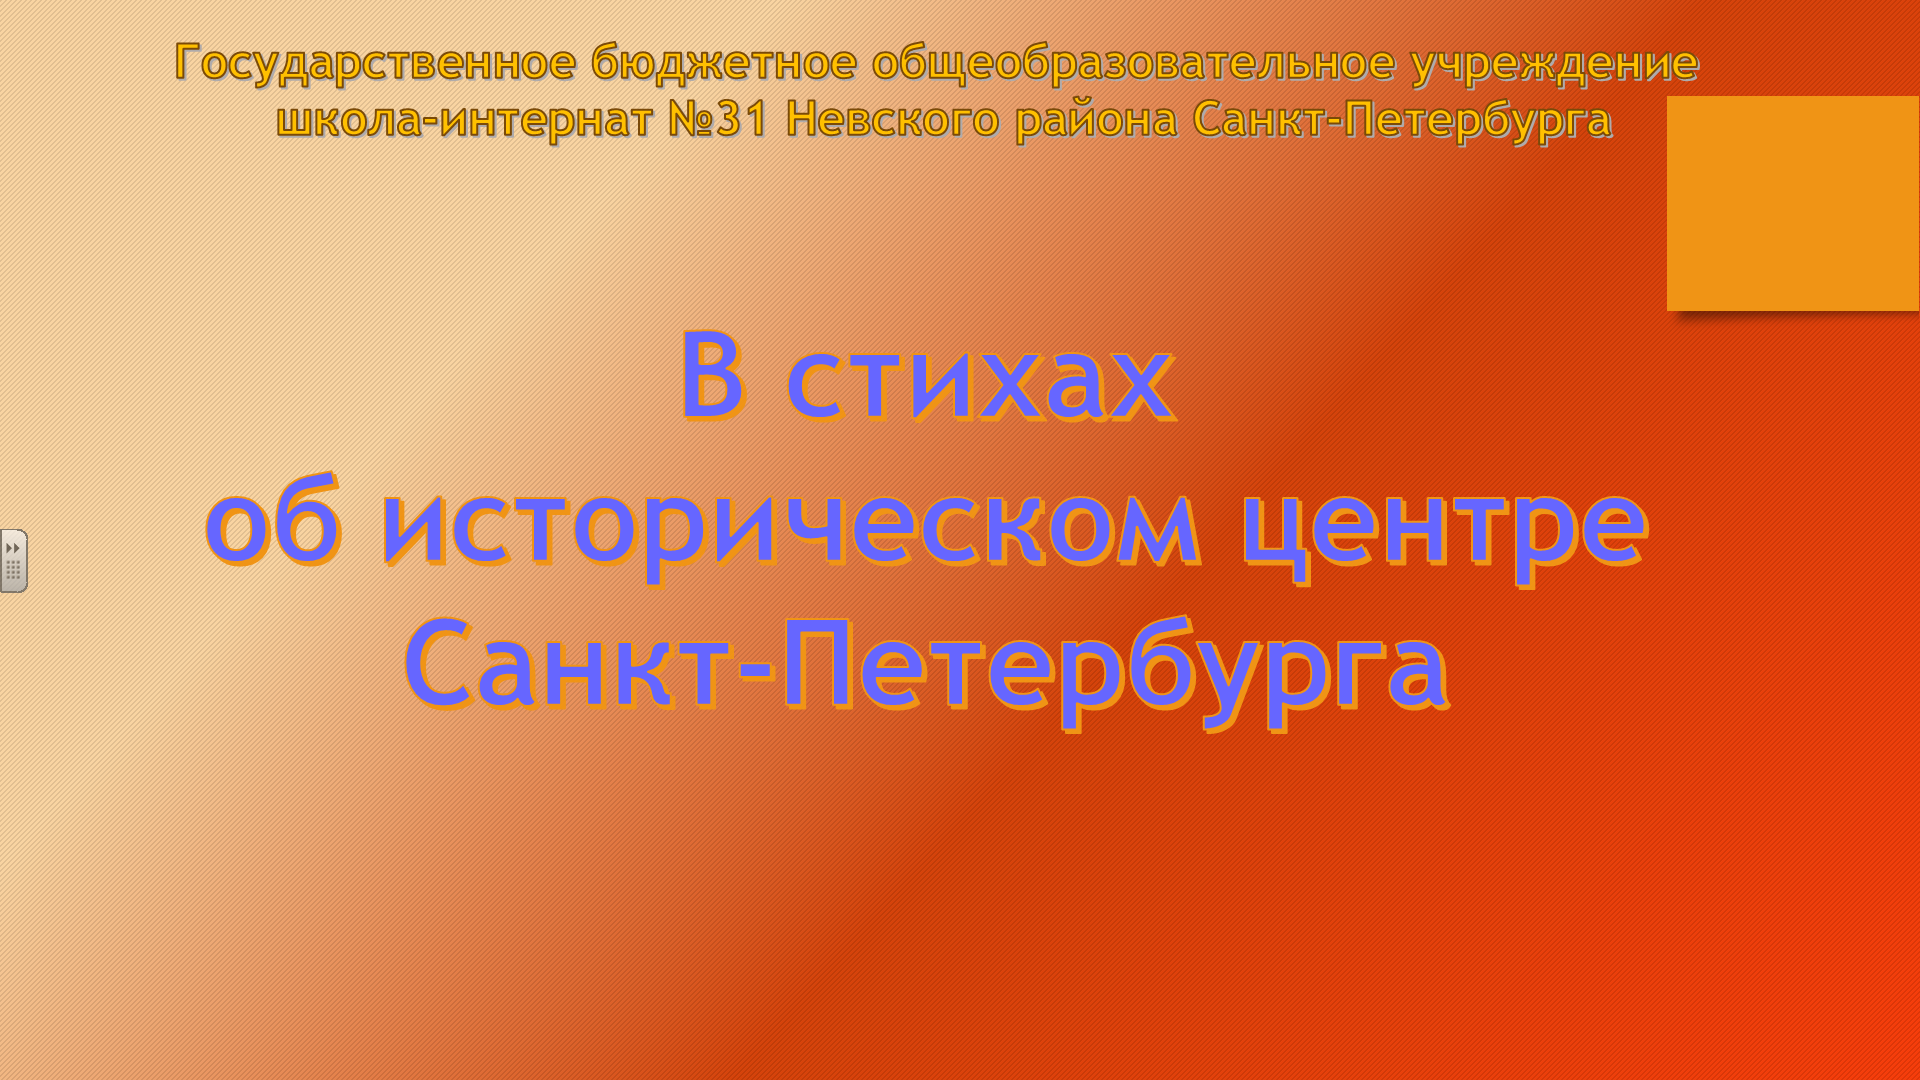 Государственное бюджетное общеобразовательное учреждение
школа-интернат №31 Невского района Санкт-Петербурга
В стихах
об историческом центре
Санкт-Петербурга